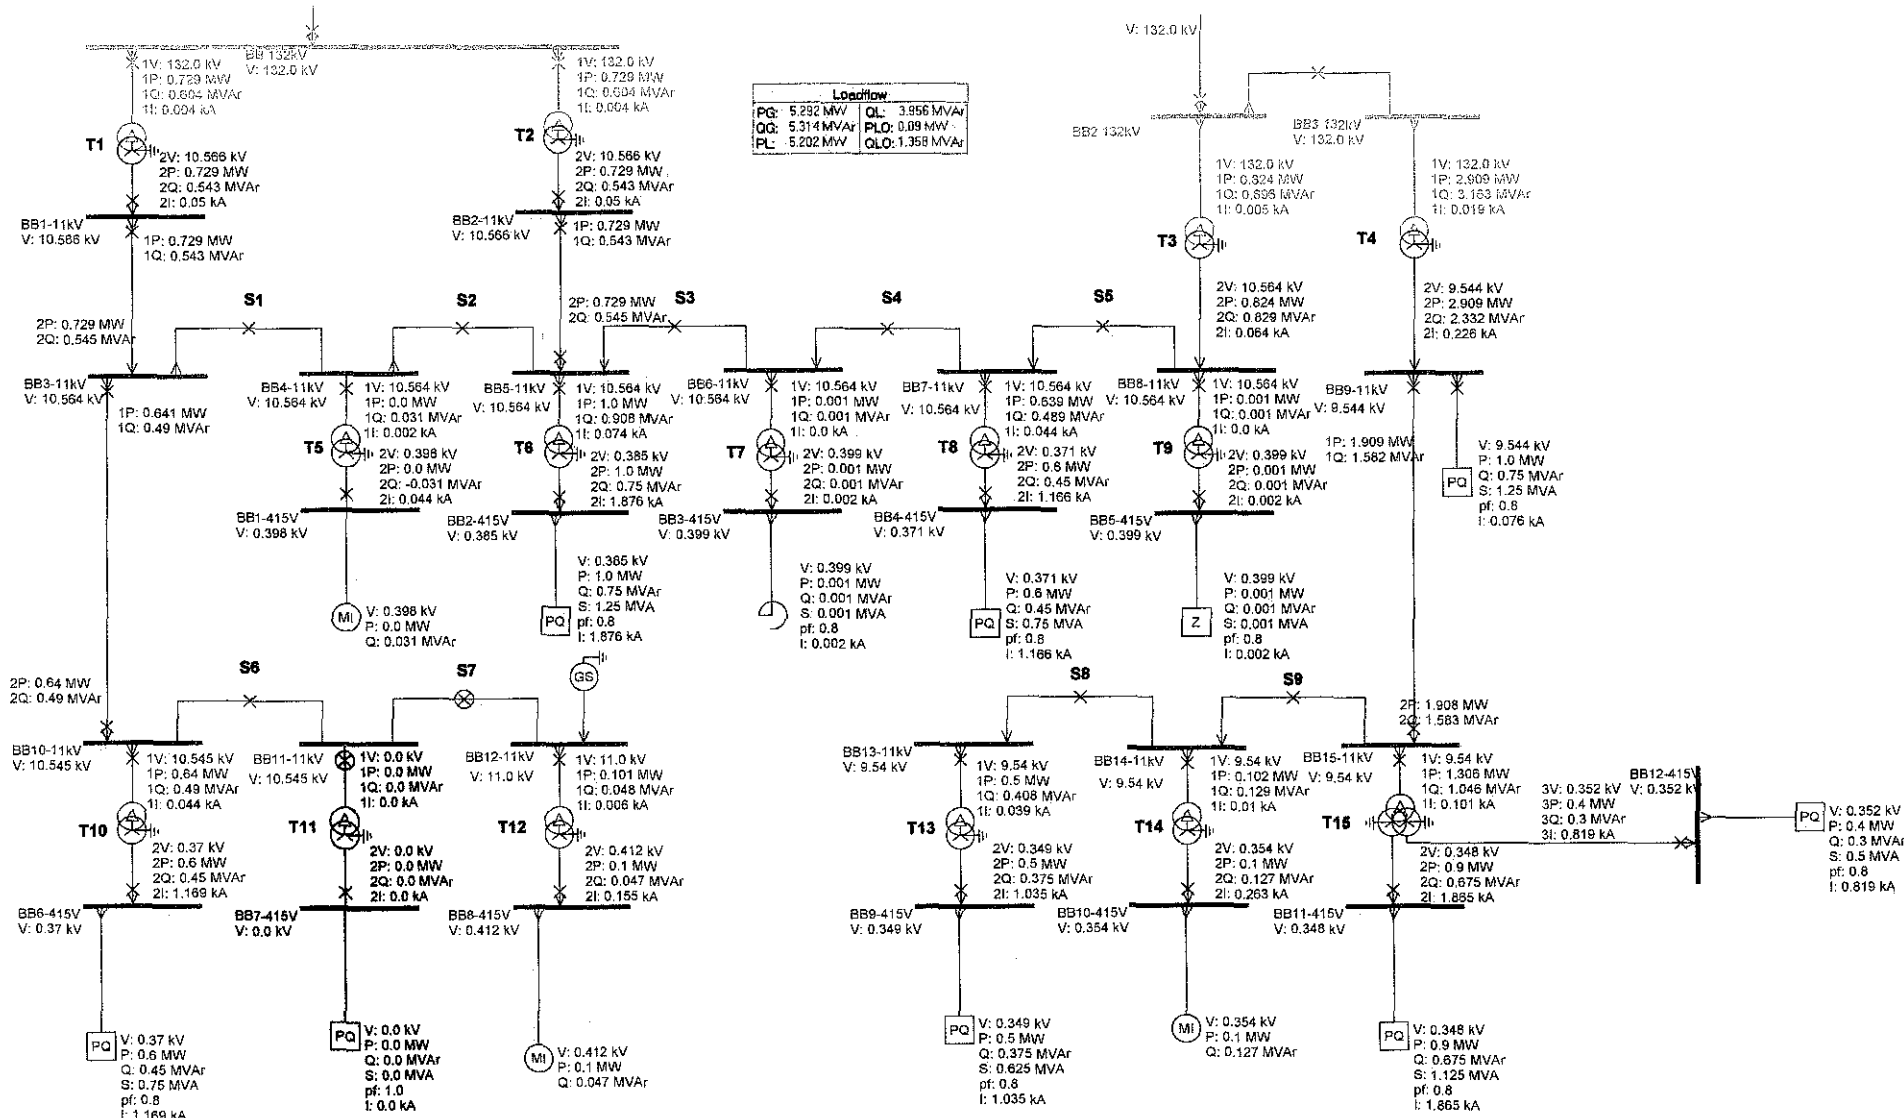 BB 132kV
V: 132.0 kV
1V: 132.0 kV
1P: 0.729 MW
1Q: 0.604 MVAr
1I: 0.004 kA
T1
2V: 10.566 kV
2P: 0.729 MW
2Q: 0.543 MVAr
2I: 0.05 kA
BB1-11kV
V: 10.566 kV
1P: 0.729 MW
1Q: 0.543 MVAr
1V: 132.0 kV
1P: 0.729 MW
1Q: 0.604 MVAr
1I: 0.004 kA
T2
2V: 10.566 kV
2P: 0.729 MW
2Q: 0.543 MVAr
2I: 0.05 kA
BB2-11kV
V: 10.566 kV
1P: 0.729 MW
1Q: 0.543 MVAr
Loadflow
PG: 5.292 MW QL: 3.956 MVAr
QG: 5.314 MVAr PLO: 0.09 MW
PL: 5.202 MW QLO: 1.358 MVAr
V: 132.0 kV
BB2 132kV
BB3 132kV
V: 132.0 kV
1V: 132.0 kV
1P: 0.824 MW
1Q: 0.895 MVAr
1I: 0.005 kA
T3
2V: 10.564 kV
2P: 0.824 MW
2Q: 0.829 MVAr
2I: 0.064 kA
1V: 132.0 kV
1P: 2.909 MW
1Q: 3.163 MVAr
1I: 0.019 kA
T4
2V: 9.544 kV
2P: 2.909 MW
2Q: 2.332 MVAr
2I: 0.226 kA
S1
S2
S3
S4
S5
2P: 0.729 MW
2Q: 0.545 MVAr
2P: 0.729 MW
2Q: 0.545 MVAr
BB3-11kV
V: 10.564 kV
1P: 0.641 MW
1Q: 0.49 MVAr
BB4-11kV
V: 10.564 kV
1V: 10.564 kV
1P: 0.0 MW
1Q: 0.031 MVAr
1I: 0.002 kA
T5
2V: 0.398 kV
2P: 0.0 MW
2Q: -0.031 MVAr
2I: 0.044 kA
BB1-415V
V: 0.398 kV
MI
V: 0.398 kV
P: 0.0 MW
Q: 0.031 MVAr
BB5-11kV
V: 10.564 kV
1V: 10.564 kV
1P: 1.0 MW
1Q: 0.908 MVAr
1I: 0.074 kA
T6
2V: 0.385 kV
2P: 1.0 MW
2Q: 0.75 MVAr
2I: 1.876 kA
BB2-415V
V: 0.385 kV
PQ
V: 0.385 kV
P: 1.0 MW
Q: 0.75 MVAr
S: 1.25 MVA
pf: 0.8
I: 1.876 kA
BB6-11kV
V: 10.564 kV
1V: 10.564 kV
1P: 0.001 MW
1Q: 0.001 MVAr
1I: 0.0 kA
T7
2V: 0.399 kV
2P: 0.001 MW
2Q: 0.001 MVAr
2I: 0.002 kA
BB3-415V
V: 0.399 kV
V: 0.399 kV
P: 0.001 MW
Q: 0.001 MVAr
S: 0.001 MVA
pf: 0.8
I: 0.002 kA
BB7-11kV
V: 10.564 kV
1V: 10.564 kV
1P: 0.639 MW
1Q: 0.489 MVAr
1I: 0.044 kA
T8
2V: 0.371 kV
2P: 0.6 MW
2Q: 0.45 MVAr
2I: 1.166 kA
BB4-415V
V: 0.371 kV
PQ
V: 0.371 kV
P: 0.6 MW
Q: 0.45 MVAr
S: 0.75 MVA
pf: 0.8
I: 1.166 kA
BB8-11kV
V: 10.564 kV
1V: 10.564 kV
1P: 0.001 MW
1Q: 0.001 MVAr
1I: 0.0 kA
T9
2V: 0.399 kV
2P: 0.001 MW
2Q: 0.001 MVAr
2I: 0.002 kA
BB5-415V
V: 0.399 kV
Z
V: 0.399 kV
P: 0.001 MW
Q: 0.001 MVAr
S: 0.001 MVA
pf: 0.8
I: 0.002 kA
BB9-11kV
V: 9.544 kV
1P: 1.909 MW
1Q: 1.582 MVAr
PQ
V: 9.544 kV
P: 1.0 MW
Q: 0.75 MVAr
S: 1.25 MVA
pf: 0.8
I: 0.076 kA
S6
S7
GS
S8
S9
2P: 0.64 MW
2Q: 0.49 MVAr
BB10-11kV
V: 10.545 kV
1V: 10.545 kV
1P: 0.64 MW
1Q: 0.49 MVAr
1I: 0.044 kA
T10
2V: 0.37 kV
2P: 0.6 MW
2Q: 0.45 MVAr
2I: 1.169 kA
BB6-415V
V: 0.37 kV
PQ
V: 0.37 kV
P: 0.6 MW
Q: 0.45 MVAr
S: 0.75 MVA
pf: 0.8
I: 1.169 kA
BB11-11kV
V: 10.545 kV
1V: 0.0 kV
1P: 0.0 MW
1Q: 0.0 MVAr
1I: 0.0 kA
T11
2V: 0.0 kV
2P: 0.0 MW
2Q: 0.0 MVAr
2I: 0.0 kA
BB7-415V
V: 0.0 kV
PQ
V: 0.0 kV
P: 0.0 MW
Q: 0.0 MVAr
S: 0.0 MVA
pf: 1.0
I: 0.0 kA
BB12-11kV
V: 11.0 kV
1V: 11.0 kV
1P: 0.101 MW
1Q: 0.048 MVAr
1I: 0.006 kA
T12
2V: 0.412 kV
2P: 0.1 MW
2Q: 0.047 MVAr
2I: 0.155 kA
BB8-415V
V: 0.412 kV
MI
V: 0.412 kV
P: 0.1 MW
Q: 0.047 MVAr
BB13-11kV
V: 9.54 kV
1V: 9.54 kV
1P: 0.5 MW
1Q: 0.408 MVAr
1I: 0.039 kA
T13
2V: 0.349 kV
2P: 0.5 MW
2Q: 0.375 MVAr
2I: 1.035 kA
BB9-415V
V: 0.349 kV
PQ
V: 0.349 kV
P: 0.5 MW
Q: 0.375 MVAr
S: 0.625 MVA
pf: 0.8
I: 1.035 kA
BB14-11kV
V: 9.54 kV
1V: 9.54 kV
1P: 0.102 MW
1Q: 0.129 MVAr
1I: 0.01 kA
T14
2V: 0.354 kV
2P: 0.1 MW
2Q: 0.127 MVAr
2I: 0.263 kA
BB10-415V
V: 0.354 kV
MI
V: 0.354 kV
P: 0.1 MW
Q: 0.127 MVAr
2P: 1.908 MW
2Q: 1.583 MVAr
BB15-11kV
V: 9.54 kV
1V: 9.54 kV
1P: 1.306 MW
1Q: 1.046 MVAr
1I: 0.101 kA
T15
3V: 0.352 kV
3P: 0.4 MW
3Q: 0.3 MVAr
3I: 0.819 kA
2V: 0.348 kV
2P: 0.9 MW
2Q: 0.675 MVAr
2I: 1.865 kA
BB11-415V
V: 0.348 kV
PQ
V: 0.348 kV
P: 0.9 MW
Q: 0.675 MVAr
S: 1.125 MVA
pf: 0.8
I: 1.865 kA
BB12-415V
V: 0.352 kV
PQ
V: 0.352 kV
P: 0.4 MW
Q: 0.3 MVAr
S: 0.5 MVA
pf: 0.8
I: 0.819 kA